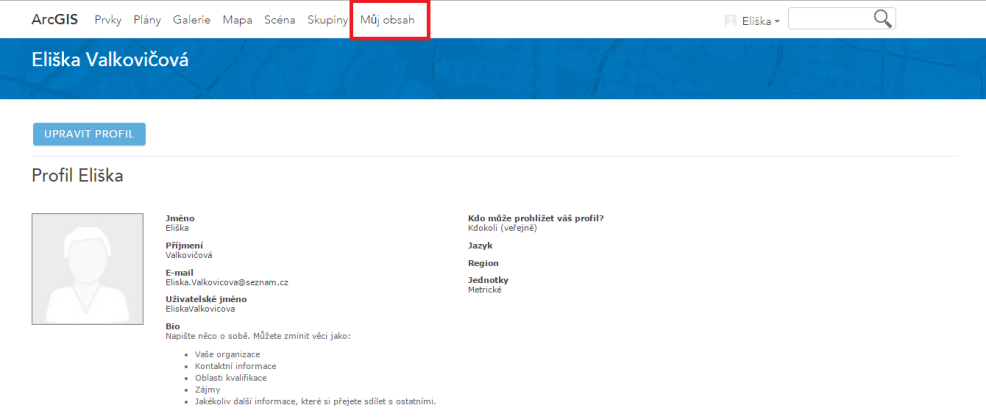 ArcGIS Prvky Plány Galerie Mapa Scéna Skupiny Můj obsah Eliška
Eliška Valkovičová
UPRAVIT PROFIL
Profil Eliška
Jméno
Eliška
Příjmení
Valkovičová
E-mail
Eliska.Valkovicova@seznam.cz
Uživatelské jméno
EliskaValkovicova
Bio
Napište něco o sobě. Můžete zmínit věci jako:
Vaše organizace
Kontaktní informace
Oblasti kvalifikace
Zájmy
Jakékoliv další informace, které si přejete sdílet s ostatními.
Kdo může prohlížet váš profil?
Kdokoli (veřejné)
Jazyk
Region
Jednotky
Metrické